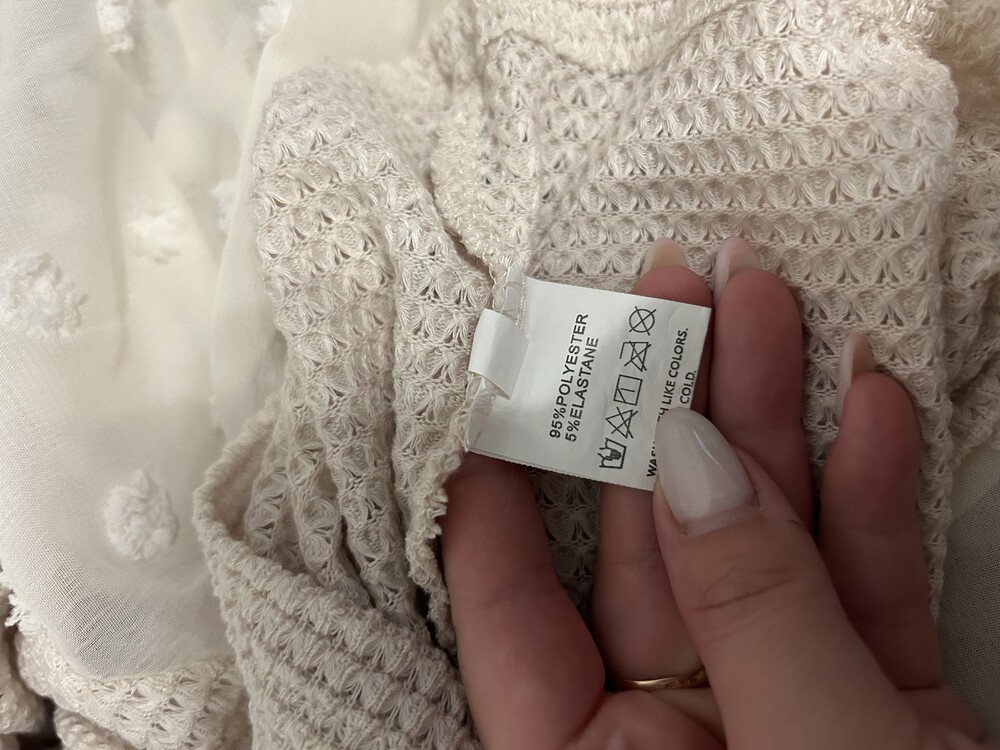 95%POLYESTER
5%ELASTANE
LIKE COLORS.
COLD.